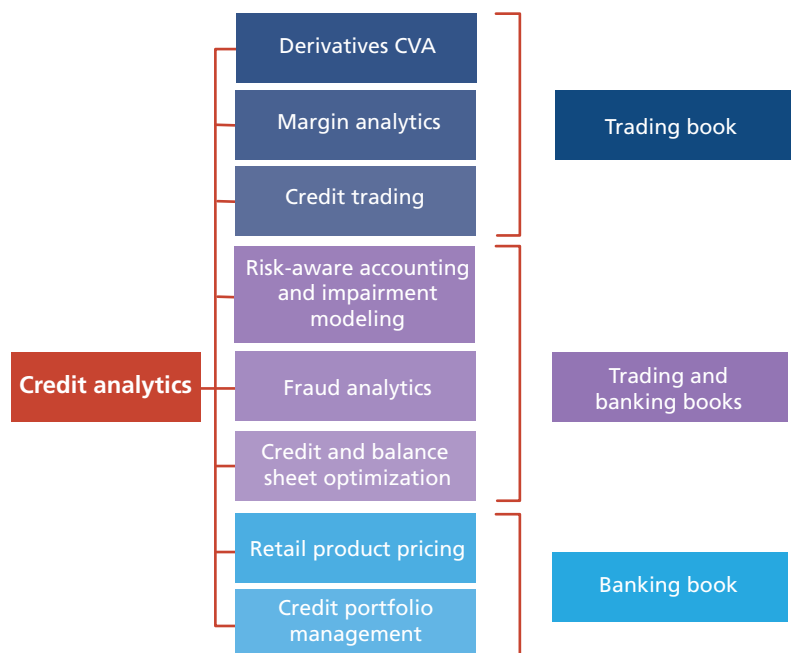 Derivatives CVA
Margin analytics
Credit trading
Risk-aware accounting
and impairment
modeling
Fraud analytics
Credit and balance
sheet optimization
Retail product pricing
Credit portfolio
management
Credit analytics
Trading book
Trading and
banking books
Banking book